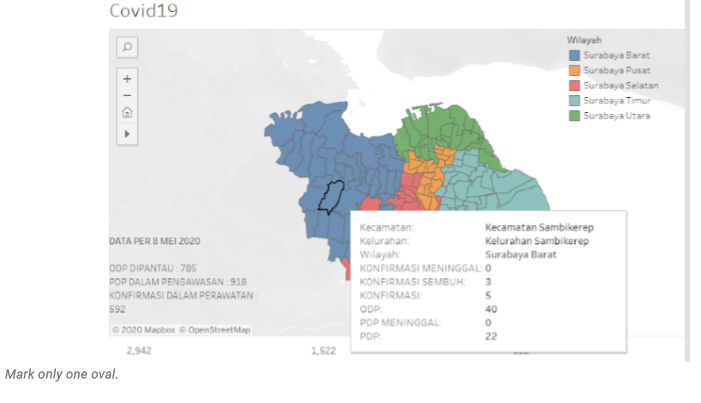 Covid19
Wilayah
Surabaya Barat
Surabaya Pusat
Surabaya Selatan
Surabaya Timur
Surabaya Utara
DATA PER 8 MEI 2020
ODP DIPANTAU : 785
PDP DALAM PENGAWASAN : 918
KONFIRMASI DALAM PERAWATAN :
592
Kecamatan: Kecamatan Sambikerep
Kelurahan: Kelurahan Sambikerep
Wilayah: Surabaya Barat
KONFIRMASI MENINGGAL: 0
KONFIRMASI SEMBUH: 3
KONFIRMASI: 5
ODP: 40
PDP MENINGGAL: 0
PDP: 22
© 2020 Mapbox © OpenStreetMap
2,942 1,522
Mark only one oval.